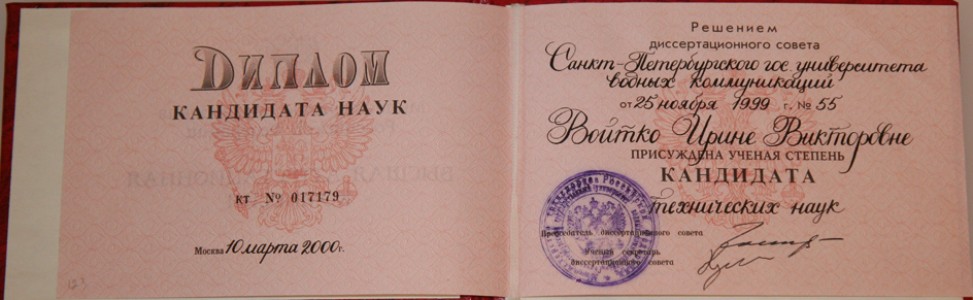 ДИПЛОМ
КАНДИДАТА НАУК
КТ № 017179
Москва 10 марта 2000 г.
Решением
диссертационного совета
Санкт-Петербургского гос университета
водных коммуникаций
от 25 ноября 1999 г. № 55
Войтко Ирине Викторовне
ПРИСУЖДЕНА УЧЕНАЯ СТЕПЕНЬ
КАНДИДАТА
технических наук
Председатель диссертационного совета
Ученый секретарь
диссертационного совета